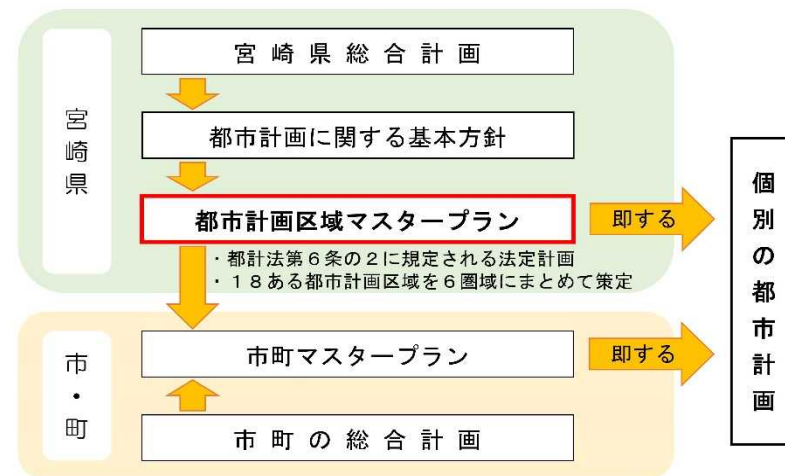 宮崎県
宮崎県総合計画
都市計画に関する基本方針
都市計画区域マスタープラン
即する
・都計法第6条の2に規定される法定計画
・18ある都市計画区域を6圏域にまとめて策定
市・町
市町マスタープラン
即する
市町の総合計画
個別の都市計画